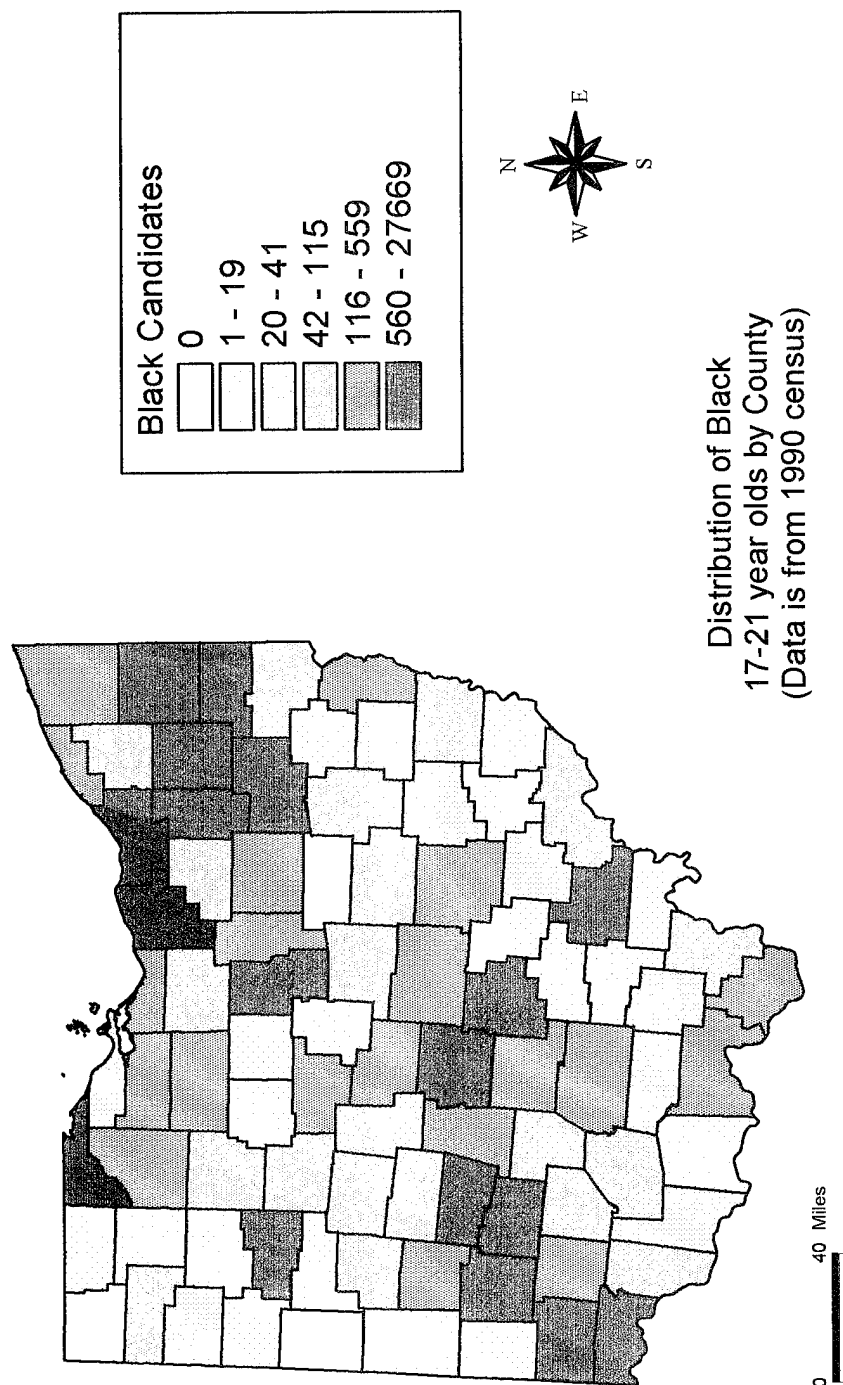 Black Candidates
0
1 - 19
20 - 41
42 - 115
116 - 559
560 - 27669
N
W
E
S
Distribution of Black
17-21 year olds by County
(Data is from 1990 census)
0
40 Miles